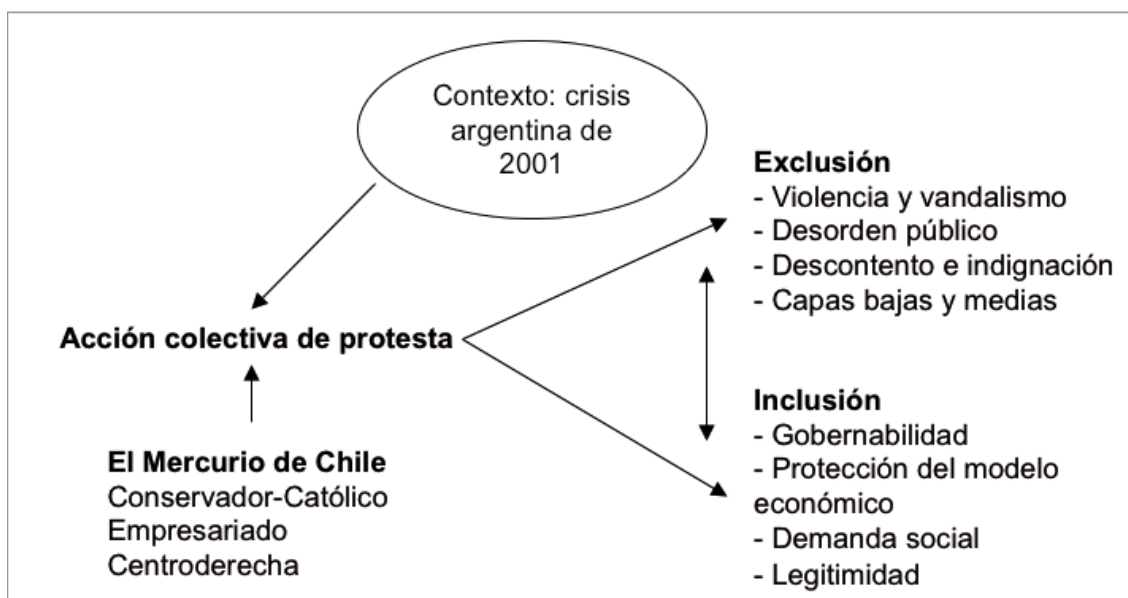 Contexto: crisis
argentina de
2001
Exclusión
- Violencia y vandalismo
- Desorden público
- Descontento e indignación
- Capas bajas y medias
Acción colectiva de protesta
Inclusión
- Gobernabilidad
- Protección del modelo
económico
- Demanda social
- Legitimidad
El Mercurio de Chile
Conservador-Católico
Empresariado
Centroderecha